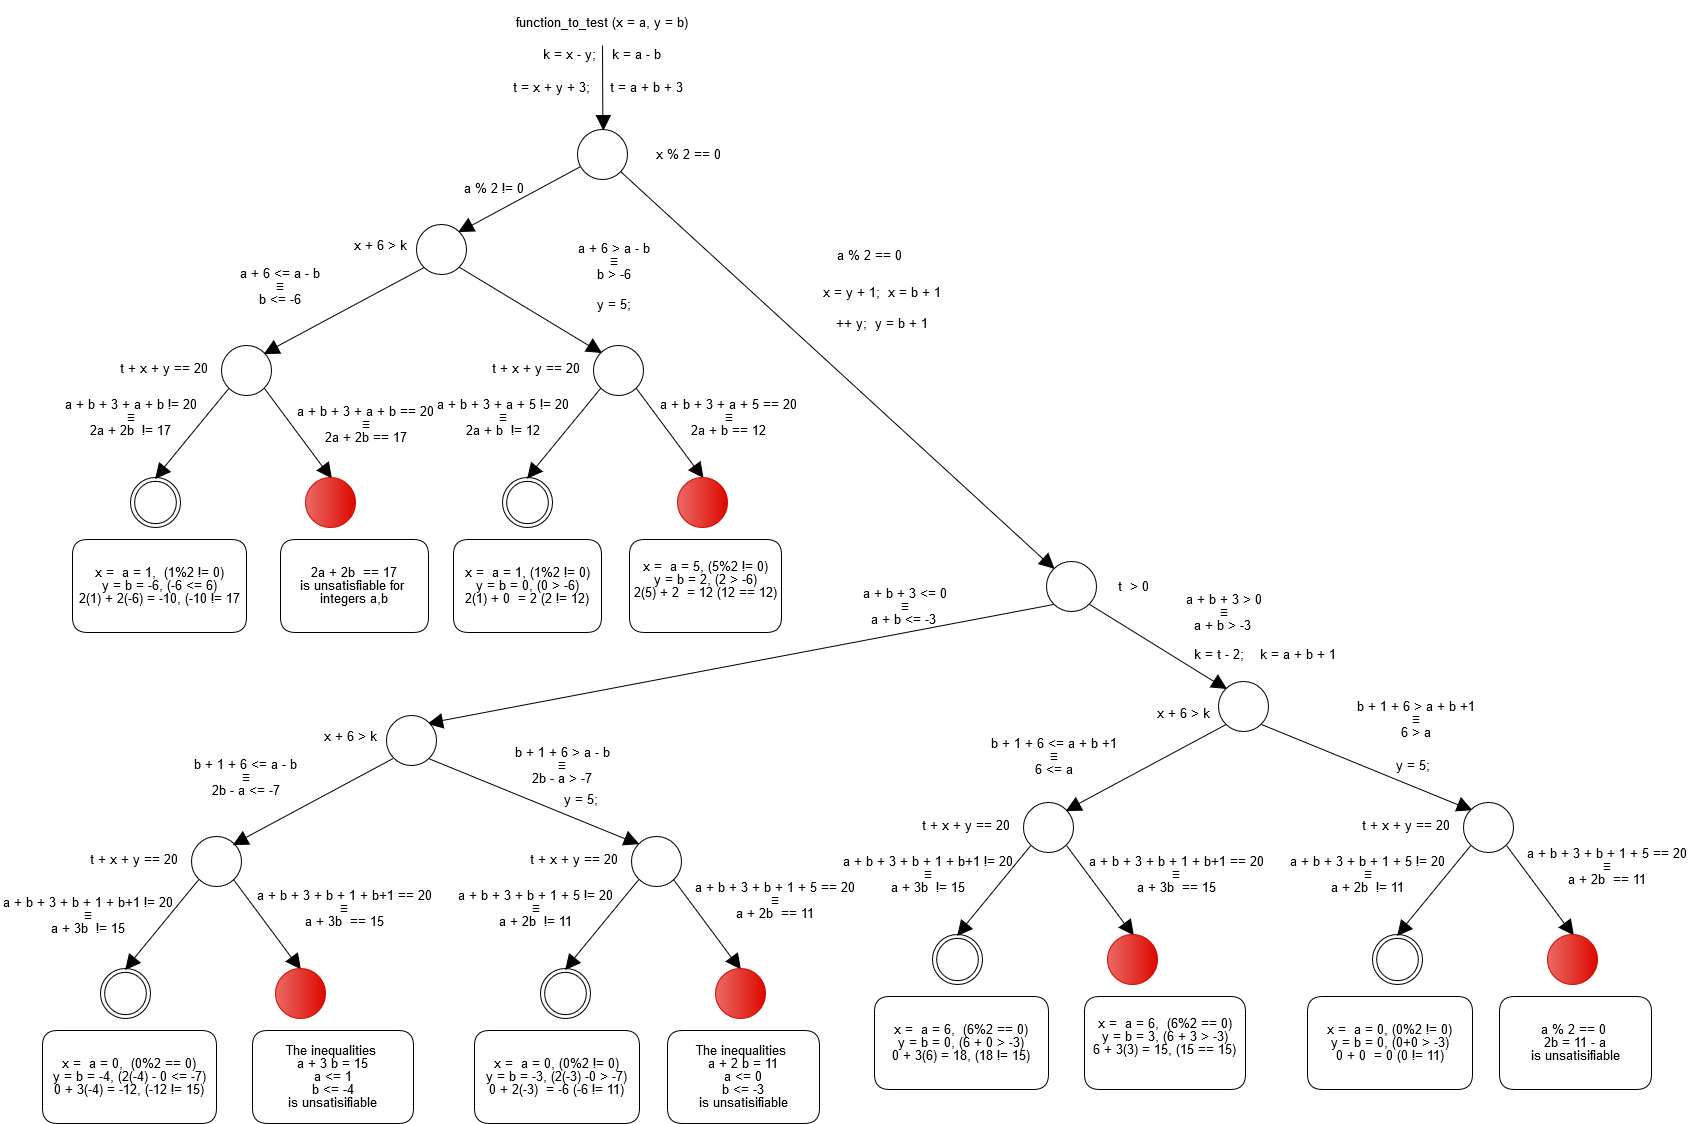 function_to_test (x = a, y = b)
k = x - y; k = a - b
t = x + y + 3; t = a + b + 3
x % 2 == 0
a % 2 != 0
x + 6 > k
a + 6 <= a - b
≡
b <= -6
a + 6 > a - b
≡
b > -6
y = 5;
a % 2 == 0
x = y + 1; x = b + 1
++ y; y = b + 1
t + x + y == 20
a + b + 3 + a + b != 20
≡
2a + 2b != 17
a + b + 3 + a + b == 20
≡
2a + 2b == 17
t + x + y == 20
a + b + 3 + a + 5 != 20
≡
2a + b != 12
a + b + 3 + a + 5 == 20
≡
2a + b == 12
x = a = 1, (1%2 != 0)
y = b = -6, (-6 <= 6)
2(1) + 2(-6) = -10, (-10 != 17
2a + 2b == 17
is unsatisfiable for
integers a,b
x = a = 1, (1%2 != 0)
y = b = 0, (0 > -6)
2(1) + 0 = 2 (2 != 12)
x = a = 5, (5%2 != 0)
y = b = 2, (2 > -6)
2(5) + 2 = 12 (12 == 12)
t > 0
a + b + 3 <= 0
≡
a + b <= -3
a + b + 3 > 0
≡
a + b > -3
k = t - 2; k = a + b + 1
x + 6 > k
b + 1 + 6 <= a - b
≡
2b - a <= -7
b + 1 + 6 > a - b
≡
2b - a > -7
y = 5;
x + 6 > k
b + 1 + 6 <= a + b +1
≡
6 <= a
b + 1 + 6 > a + b +1
≡
6 > a
y = 5;
t + x + y == 20
a + b + 3 + b + 1 + b+1 != 20
≡
a + 3b != 15
a + b + 3 + b + 1 + b+1 == 20
≡
a + 3b == 15
t + x + y == 20
a + b + 3 + b + 1 + 5 != 20
≡
a + 2b != 11
a + b + 3 + b + 1 + 5 == 20
≡
a + 2b == 11
t + x + y == 20
a + b + 3 + b + 1 + b+1 != 20
≡
a + 3b != 15
a + b + 3 + b + 1 + b+1 == 20
≡
a + 3b == 15
t + x + y == 20
a + b + 3 + b + 1 + 5 != 20
≡
a + 2b != 11
a + b + 3 + b + 1 + 5 == 20
≡
a + 2b == 11
x = a = 0, (0%2 == 0)
y = b = -4, (2(-4) - 0 <= -7)
0 + 3(-4) = -12, (-12 != 15)
The inequalities
a + 3 b = 15
a <= 1
b <= -4
is unsatisifiable
x = a = 0, (0%2 != 0)
y = b = -3, (2(-3) -0 > -7)
0 + 2(-3) = -6 (-6 != 11)
The inequalities
a + 2 b = 11
a <= 0
b <= -3
is unsatisifiable
x = a = 6, (6%2 == 0)
y = b = 0, (6 + 0 > -3)
0 + 3(6) = 18, (18 != 15)
x = a = 6, (6%2 == 0)
y = b = 3, (6 + 3 > -3)
6 + 3(3) = 15, (15 == 15)
x = a = 0, (0%2 != 0)
y = b = 0, (0+0 > -3)
0 + 0 = 0 (0 != 11)
a % 2 == 0
2b = 11 - a
is unsatisifiable